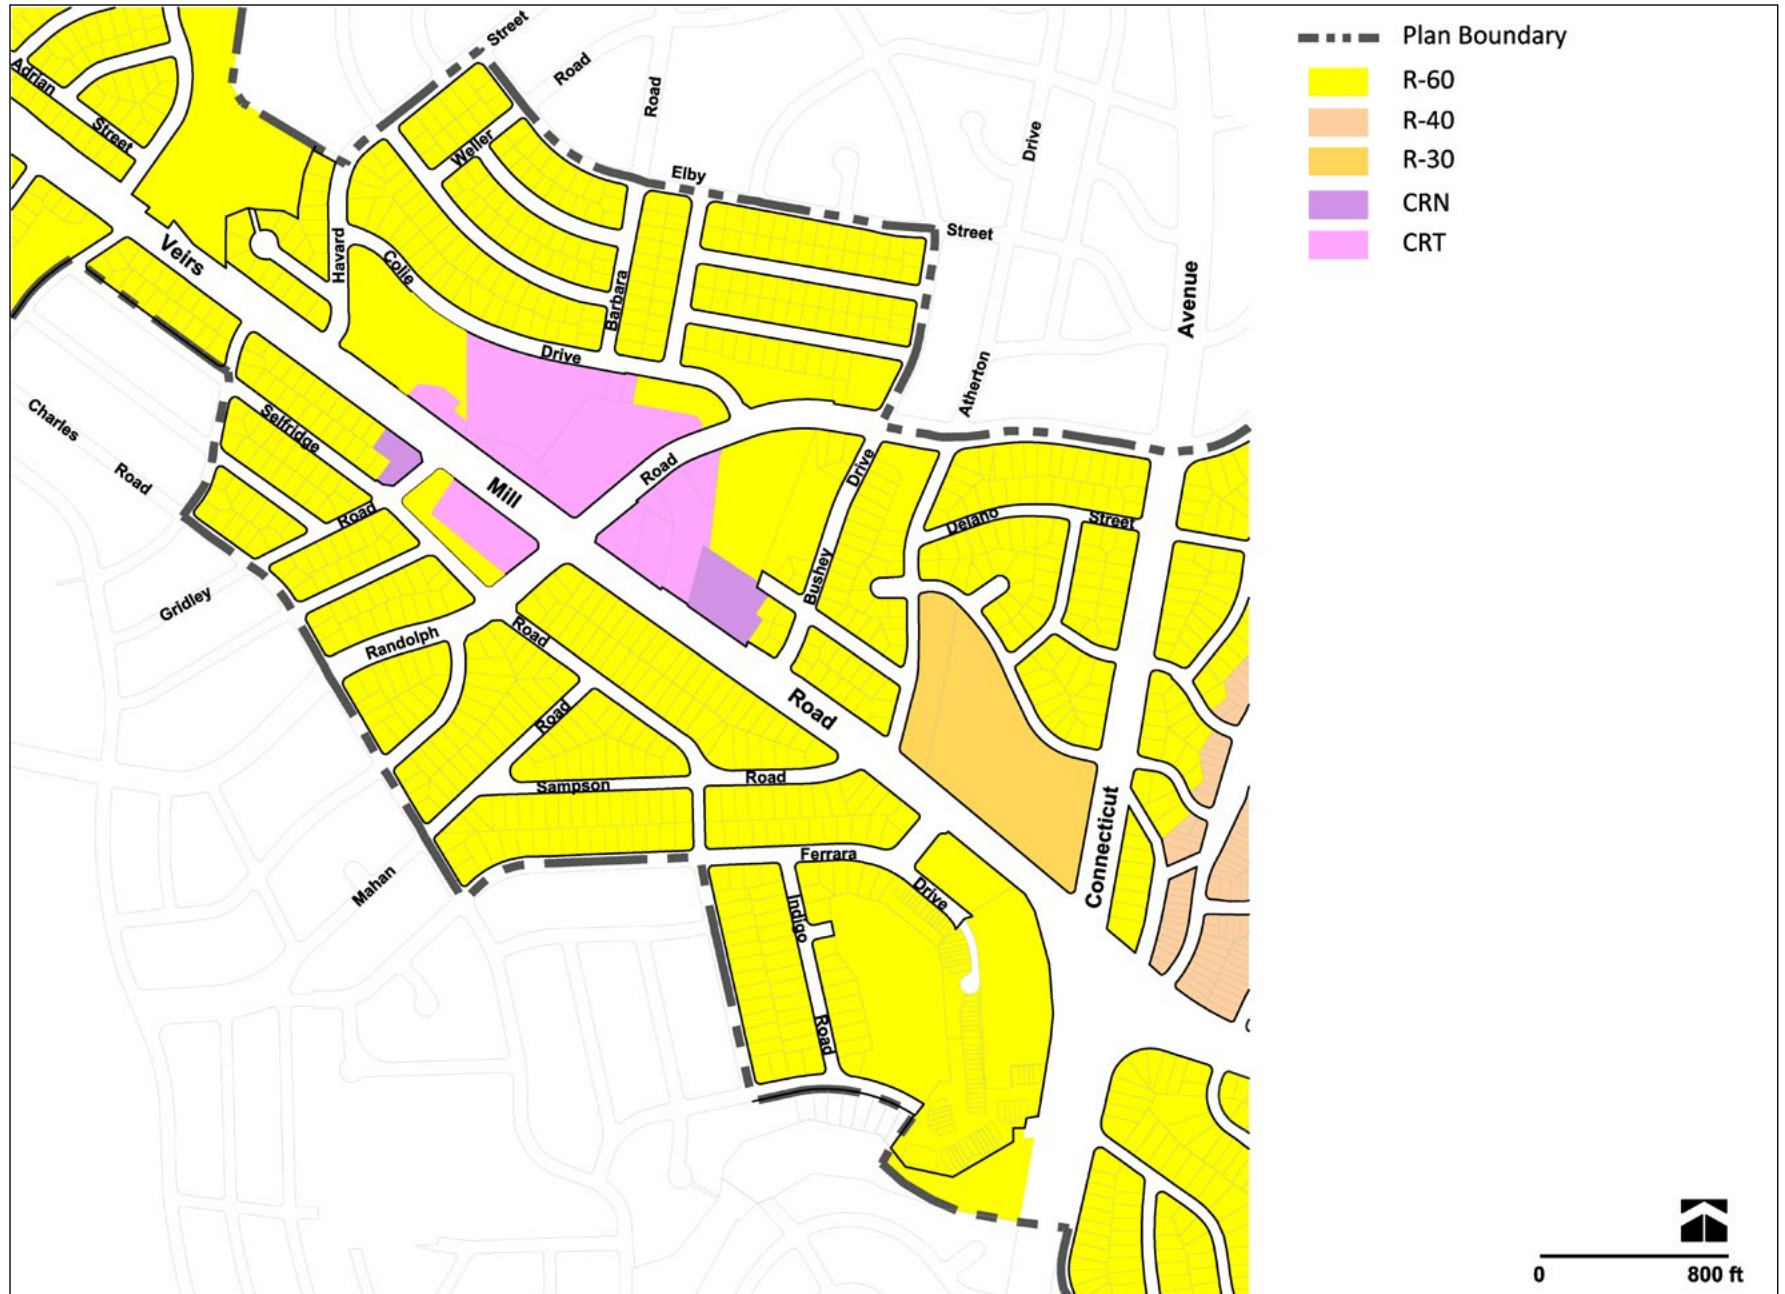 Street
Plan Boundary
Road
Adrian
R-60
Road
R-40
Street
Drive
Weller
R-30
Elby
CRN
Street
CRT
Veirs
Havard
Colie
Barbara
Avenue
Drive
Atherton
Charles
Selfridge
Road
Drive
Road
Mill
Road
Delano
Street
Bushey
Gridley
Randolph
Road
Road
Road
Road
Sampson
Connecticut
Ferrara
Mahan
Drive
Indigo
Road
0
800 ft